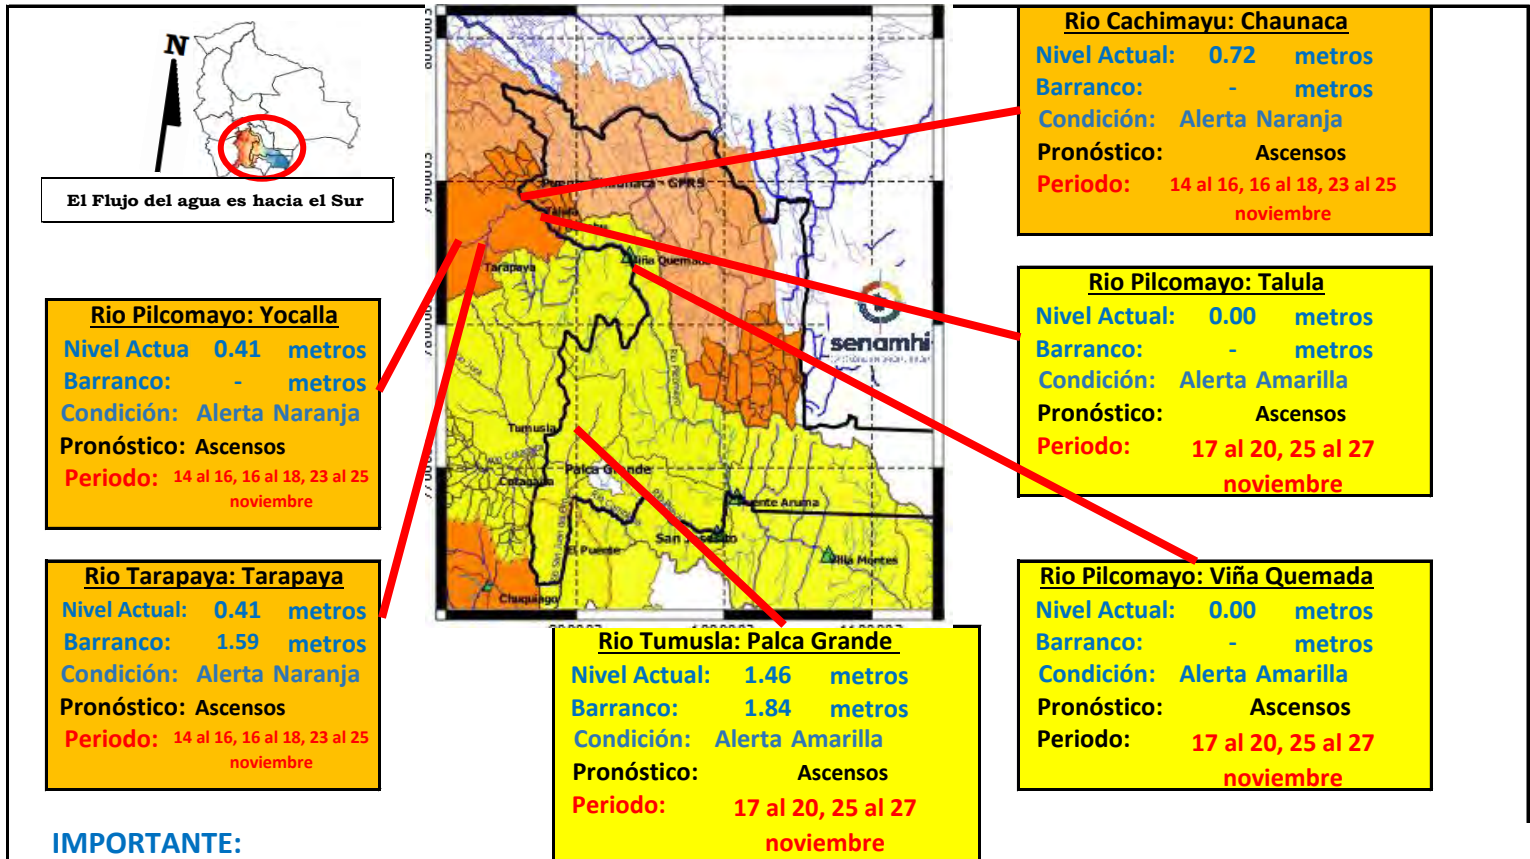 N
El Flujo del agua es hacia el Sur
Rio Pilcomayo: Yocalla
Nivel Actua 0.41 metros
Barranco: - metros
Condición: Alerta Naranja
Pronóstico: Ascensos
Periodo: 14 al 16, 16 al 18, 23 al 25
noviembre
Rio Tarapaya: Tarapaya
Nivel Actual: 0.41 metros
Barranco: 1.59 metros
Condición: Alerta Naranja
Pronóstico: Ascensos
Periodo: 14 al 16, 16 al 18, 23 al 25
noviembre
IMPORTANTE:
Talula
Tarapaya
Viña Quemada
Tumusla
Palca Grande
Cotagaita
Puente Aruma
El Puente
Villa Montes
Chuquiago
senamhi
Rio Tumusla: Palca Grande
Nivel Actual: 1.46 metros
Barranco: 1.84 metros
Condición: Alerta Amarilla
Pronóstico: Ascensos
Periodo: 17 al 20, 25 al 27
noviembre
Rio Cachimayu: Chaunaca
Nivel Actual: 0.72 metros
Barranco: - metros
Condición: Alerta Naranja
Pronóstico: Ascensos
Periodo: 14 al 16, 16 al 18, 23 al 25
noviembre
Rio Pilcomayo: Talula
Nivel Actual: 0.00 metros
Barranco: - metros
Condición: Alerta Amarilla
Pronóstico: Ascensos
Periodo: 17 al 20, 25 al 27
noviembre
Rio Pilcomayo: Viña Quemada
Nivel Actual: 0.00 metros
Barranco: - metros
Condición: Alerta Amarilla
Pronóstico: Ascensos
Periodo: 17 al 20, 25 al 27
noviembre